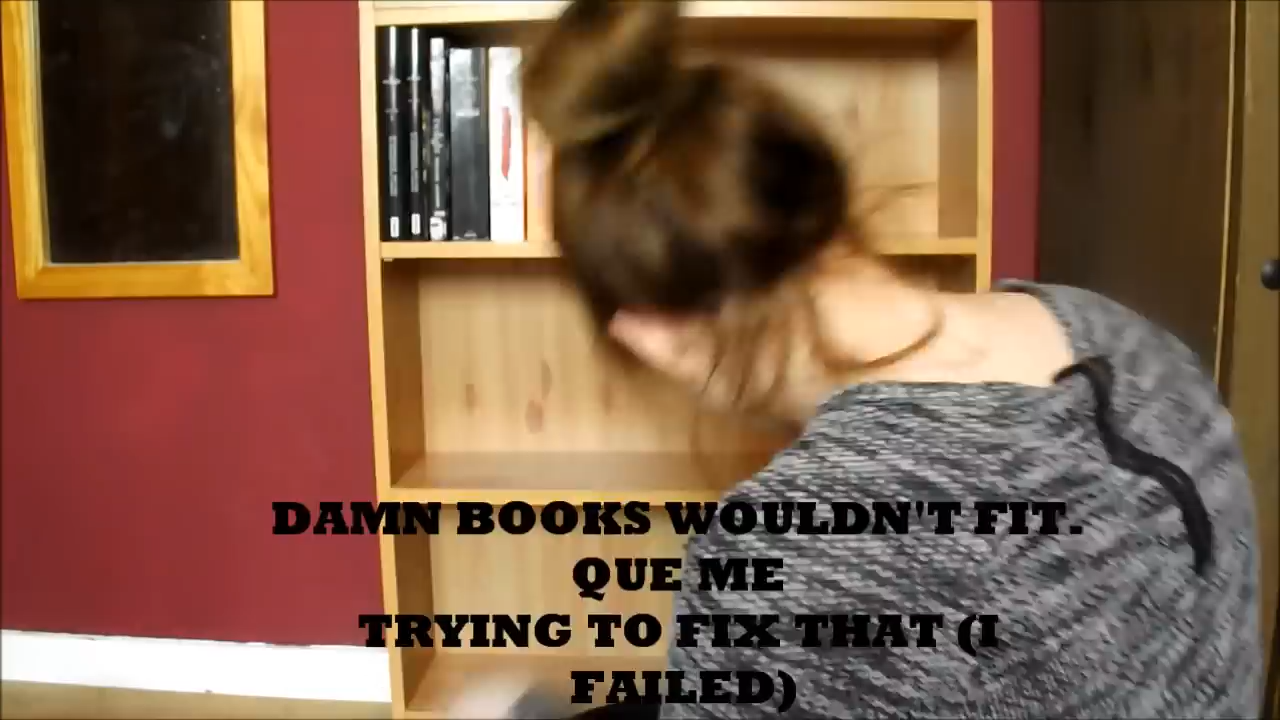 DAMN BOOKS WOULDN'T FIT.
QUE ME
TRYING TO FIX THAT (I
FAILED)